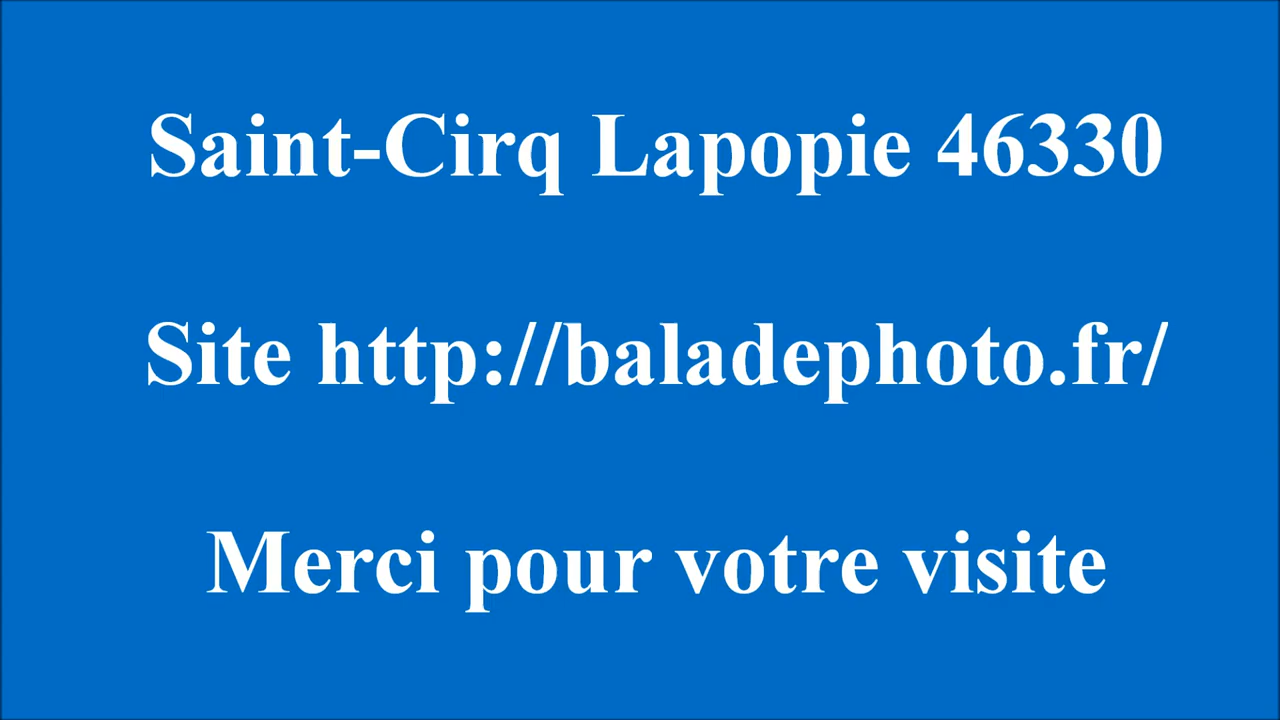 Saint-Cirq Lapopie 46330
Site http://baladephoto.fr/
Merci pour votre visite